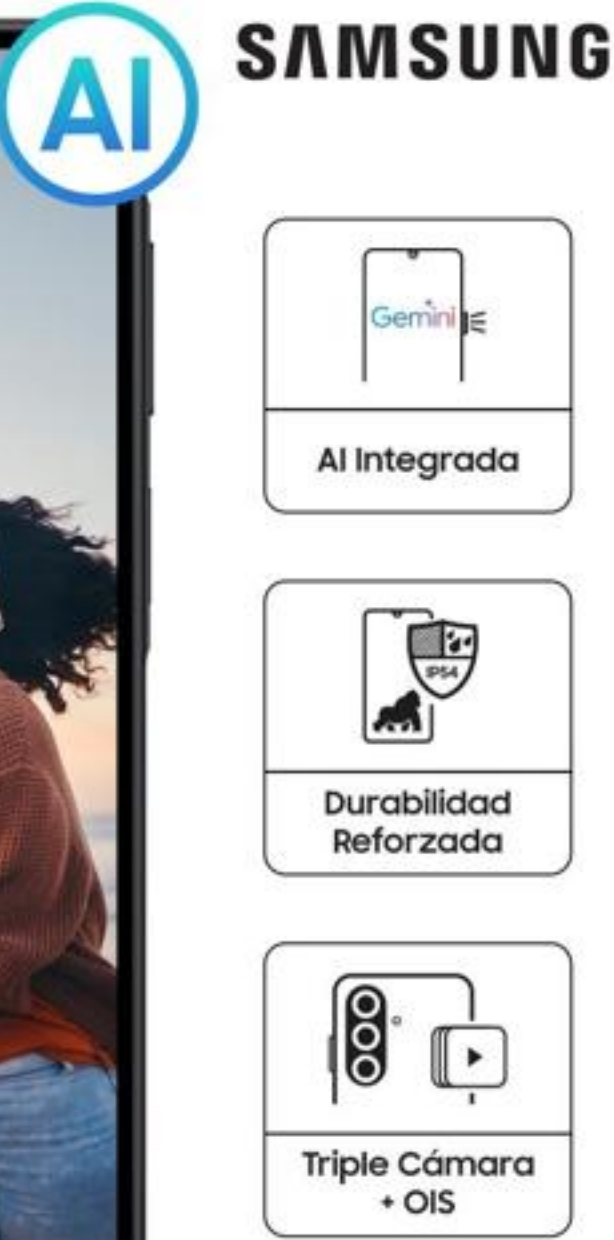 AI
SAMSUNG
Gemini
AI Integrada
IP54
Durabilidad
Reforzada
Triple Cámara
+ OIS